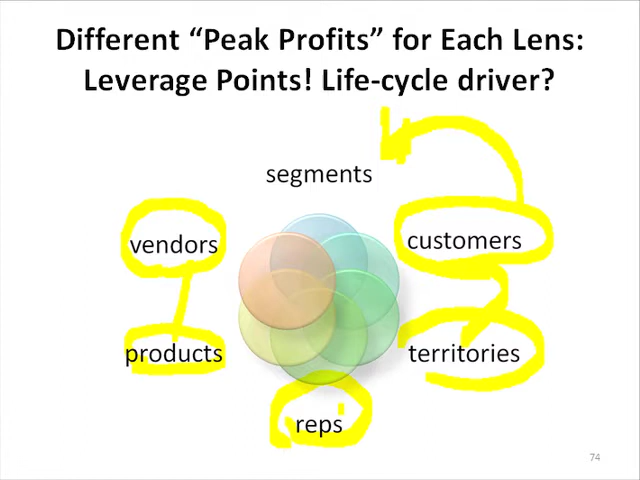 Different “Peak Profits” for Each Lens:
Leverage Points! Life-cycle driver?
segments
vendors
customers
products
territories
reps
74